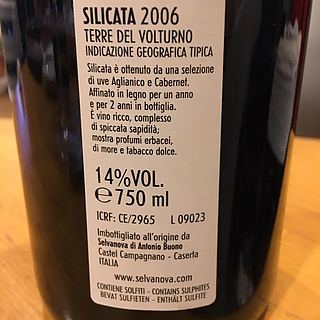 SILICATA 2006
TERRE DEL VOLTURNO
INDICAZIONE GEOGRAFICA TIPICA
Silicata è ottenuto da una selezione
di uve Aglianico e Cabernet.
Affinato in legno per un anno
e per 2 anni in bottiglia.
È vino ricco, complesso
di spiccata sapidità;
mostra profumi erbacei,
di more e tabacco dolce.
14%VOL.
℮750 ml
ICRF: CE/2965 L 09023
Imbottigliato all'origine da
Selvanova di Antonio Buono
Castel Campagnano - Caserta
ITALIA
www.selvanova.com
CONTIENE SOLFITI - CONTAINS SULPHITES
BEVAT SULFIETEN - ENTHÄLT SULFITE